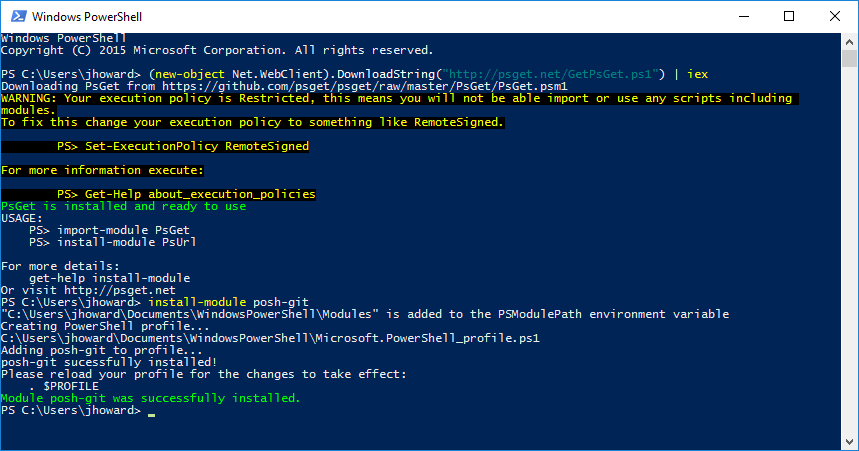 Windows PowerShell
Windows PowerShell
Copyright (C) 2015 Microsoft Corporation. All rights reserved.
PS C:\Users\jhoward> (new-object Net.WebClient).DownloadString("http://psget.net/GetPsGet.ps1") | iex
Downloading PsGet from https://github.com/psget/psget/raw/master/PsGet/PsGet.psm1
WARNING: Your execution policy is Restricted, this means you will not be able import or use any scripts including
modules.
To fix this change your execution policy to something like RemoteSigned.
        PS> Set-ExecutionPolicy RemoteSigned
For more information execute:
        PS> Get-Help about_execution_policies
PsGet is installed and ready to use
USAGE:
    PS> import-module PsGet
    PS> install-module PsUrl
For more details:
    get-help install-module
Or visit http://psget.net
PS C:\Users\jhoward> install-module posh-git
"C:\Users\jhoward\Documents\WindowsPowerShell\Modules" is added to the PSModulePath environment variable
Creating PowerShell profile...
C:\Users\jhoward\Documents\WindowsPowerShell\Microsoft.PowerShell_profile.ps1
Adding posh-git to profile...
posh-git sucessfully installed!
Please reload your profile for the changes to take effect:
    . $PROFILE
Module posh-git was successfully installed.
PS C:\Users\jhoward>